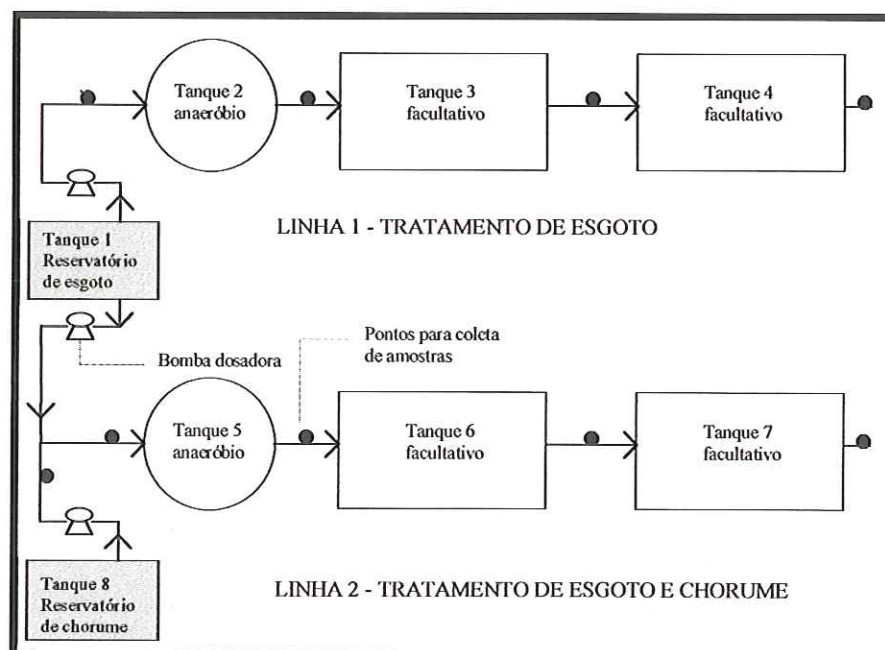 Tanque 2
anaeróbio
Tanque 3
facultativo
Tanque 4
facultativo
LINHA 1 - TRATAMENTO DE ESGOTO
Tanque 1
Reservatório
de esgoto
Bomba dosadora
Pontos para coleta
de amostras
Tanque 5
anaeróbio
Tanque 6
facultativo
Tanque 7
facultativo
Tanque 8
Reservatório
de chorume
LINHA 2 - TRATAMENTO DE ESGOTO E CHORUME